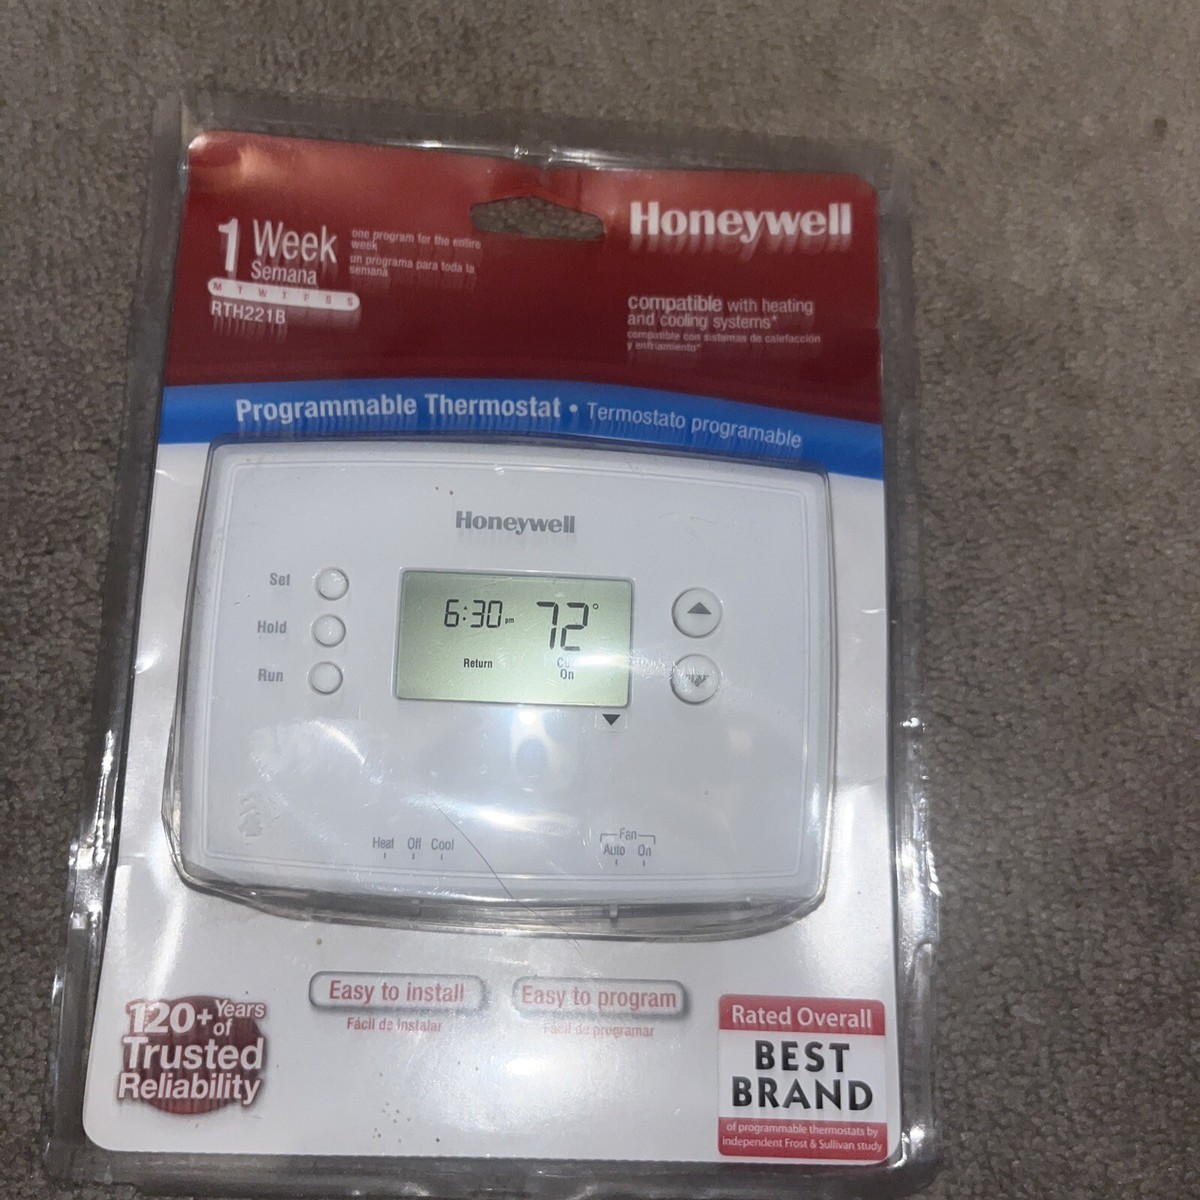 1 Week
Semana
one program for the entire
week
un programa para toda la
semana
M T W T F S S
RTH221B
Honeywell
compatible with heating
and cooling systems*
compatible con sistemas de calefacción
y enfriamiento*
Programmable Thermostat • Termostato programable
Honeywell
Set
Hold
Run
6:30 pm 72°
Return
On
Heat Off Cool
Fan
Auto On
Easy to install
Fácil de instalar
Easy to program
Fácil de programar
120+ Years
of
Trusted
Reliability
Rated Overall
BEST
BRAND
of programmable thermostats by
independent Frost & Sullivan study